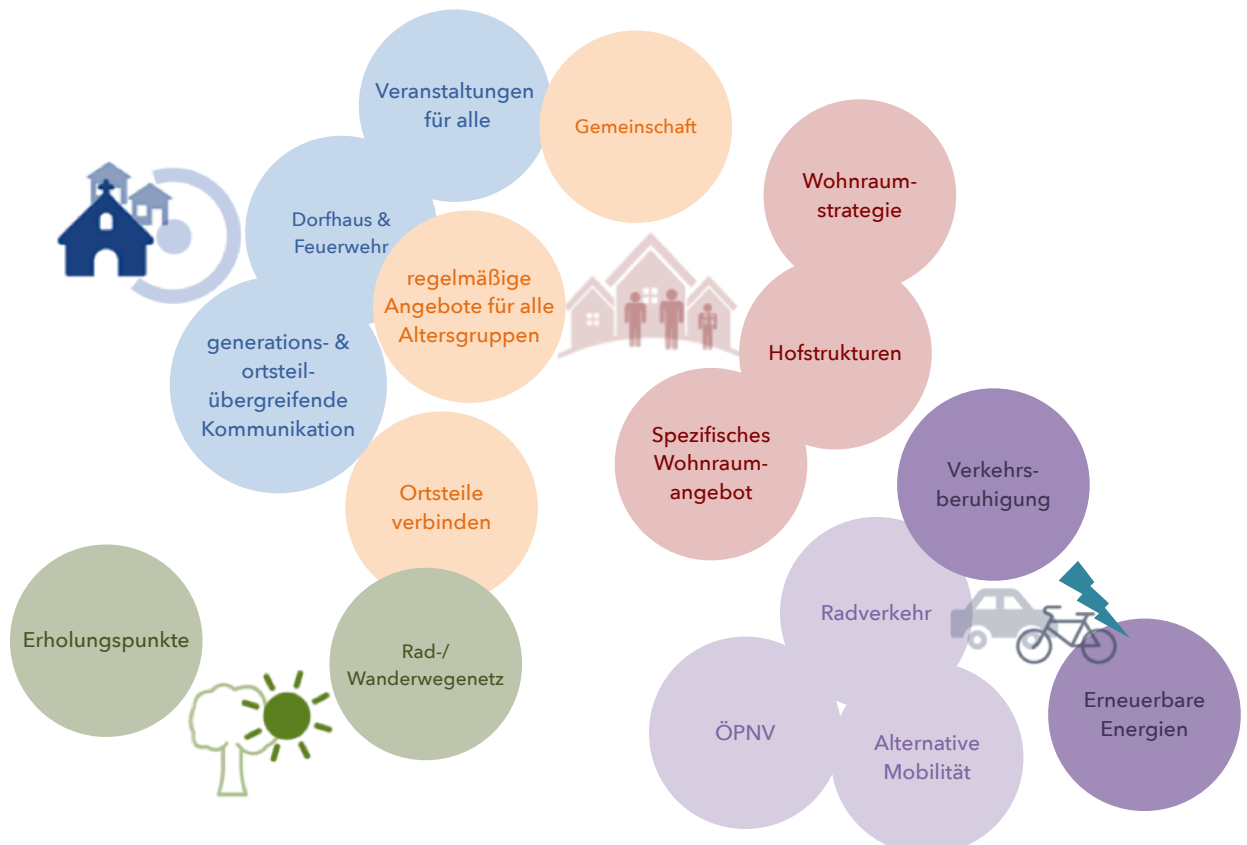 Veranstaltungen
für alle
Gemeinschaft
Wohnraum-
strategie
Dorfhaus &
Feuerwehr
regelmäßige
Angebote für alle
Altersgruppen
generations- &
ortsteil-
übergreifende
Kommunikation
Hofstrukturen
Spezifisches
Wohnraum-
angebot
Verkehrs-
beruhigung
Ortsteile
verbinden
Erholungspunkte
Rad-/
Wanderwegenetz
Radverkehr
ÖPNV
Alternative
Mobilität
Erneuerbare
Energien